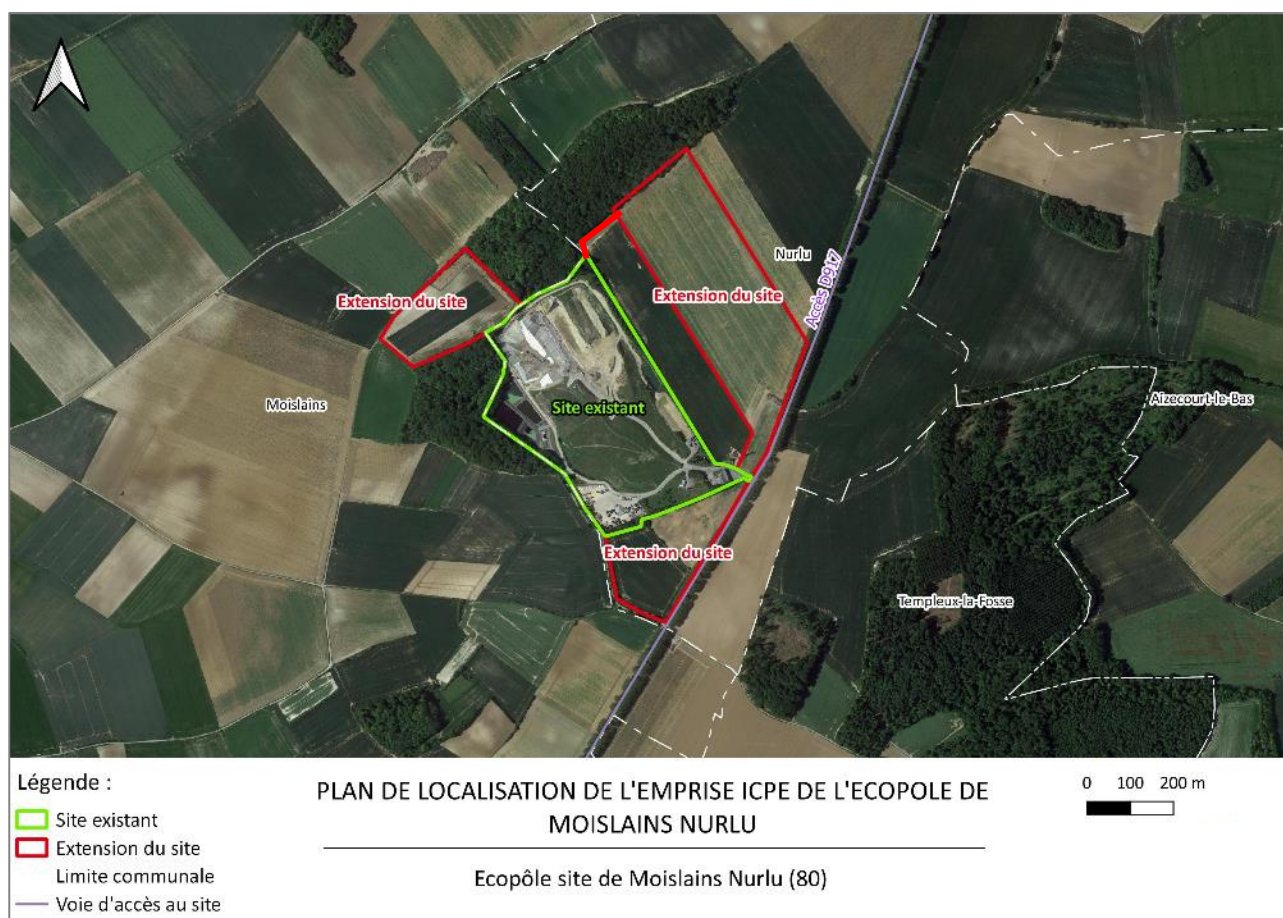 Nurlu
Accès D917
Extension du site
Extension du site
Moislains
Aizecourt-le-Bas
Site existant
Extension du site
Templeux-la-Fosse
Légende :
Site existant
Extension du site
Limite communale
Voie d'accès au site
PLAN DE LOCALISATION DE L'EMPRISE ICPE DE L'ECOPOLE DE
MOISLAINS NURLU
Ecopôle site de Moislains Nurlu (80)
0 100 200 m